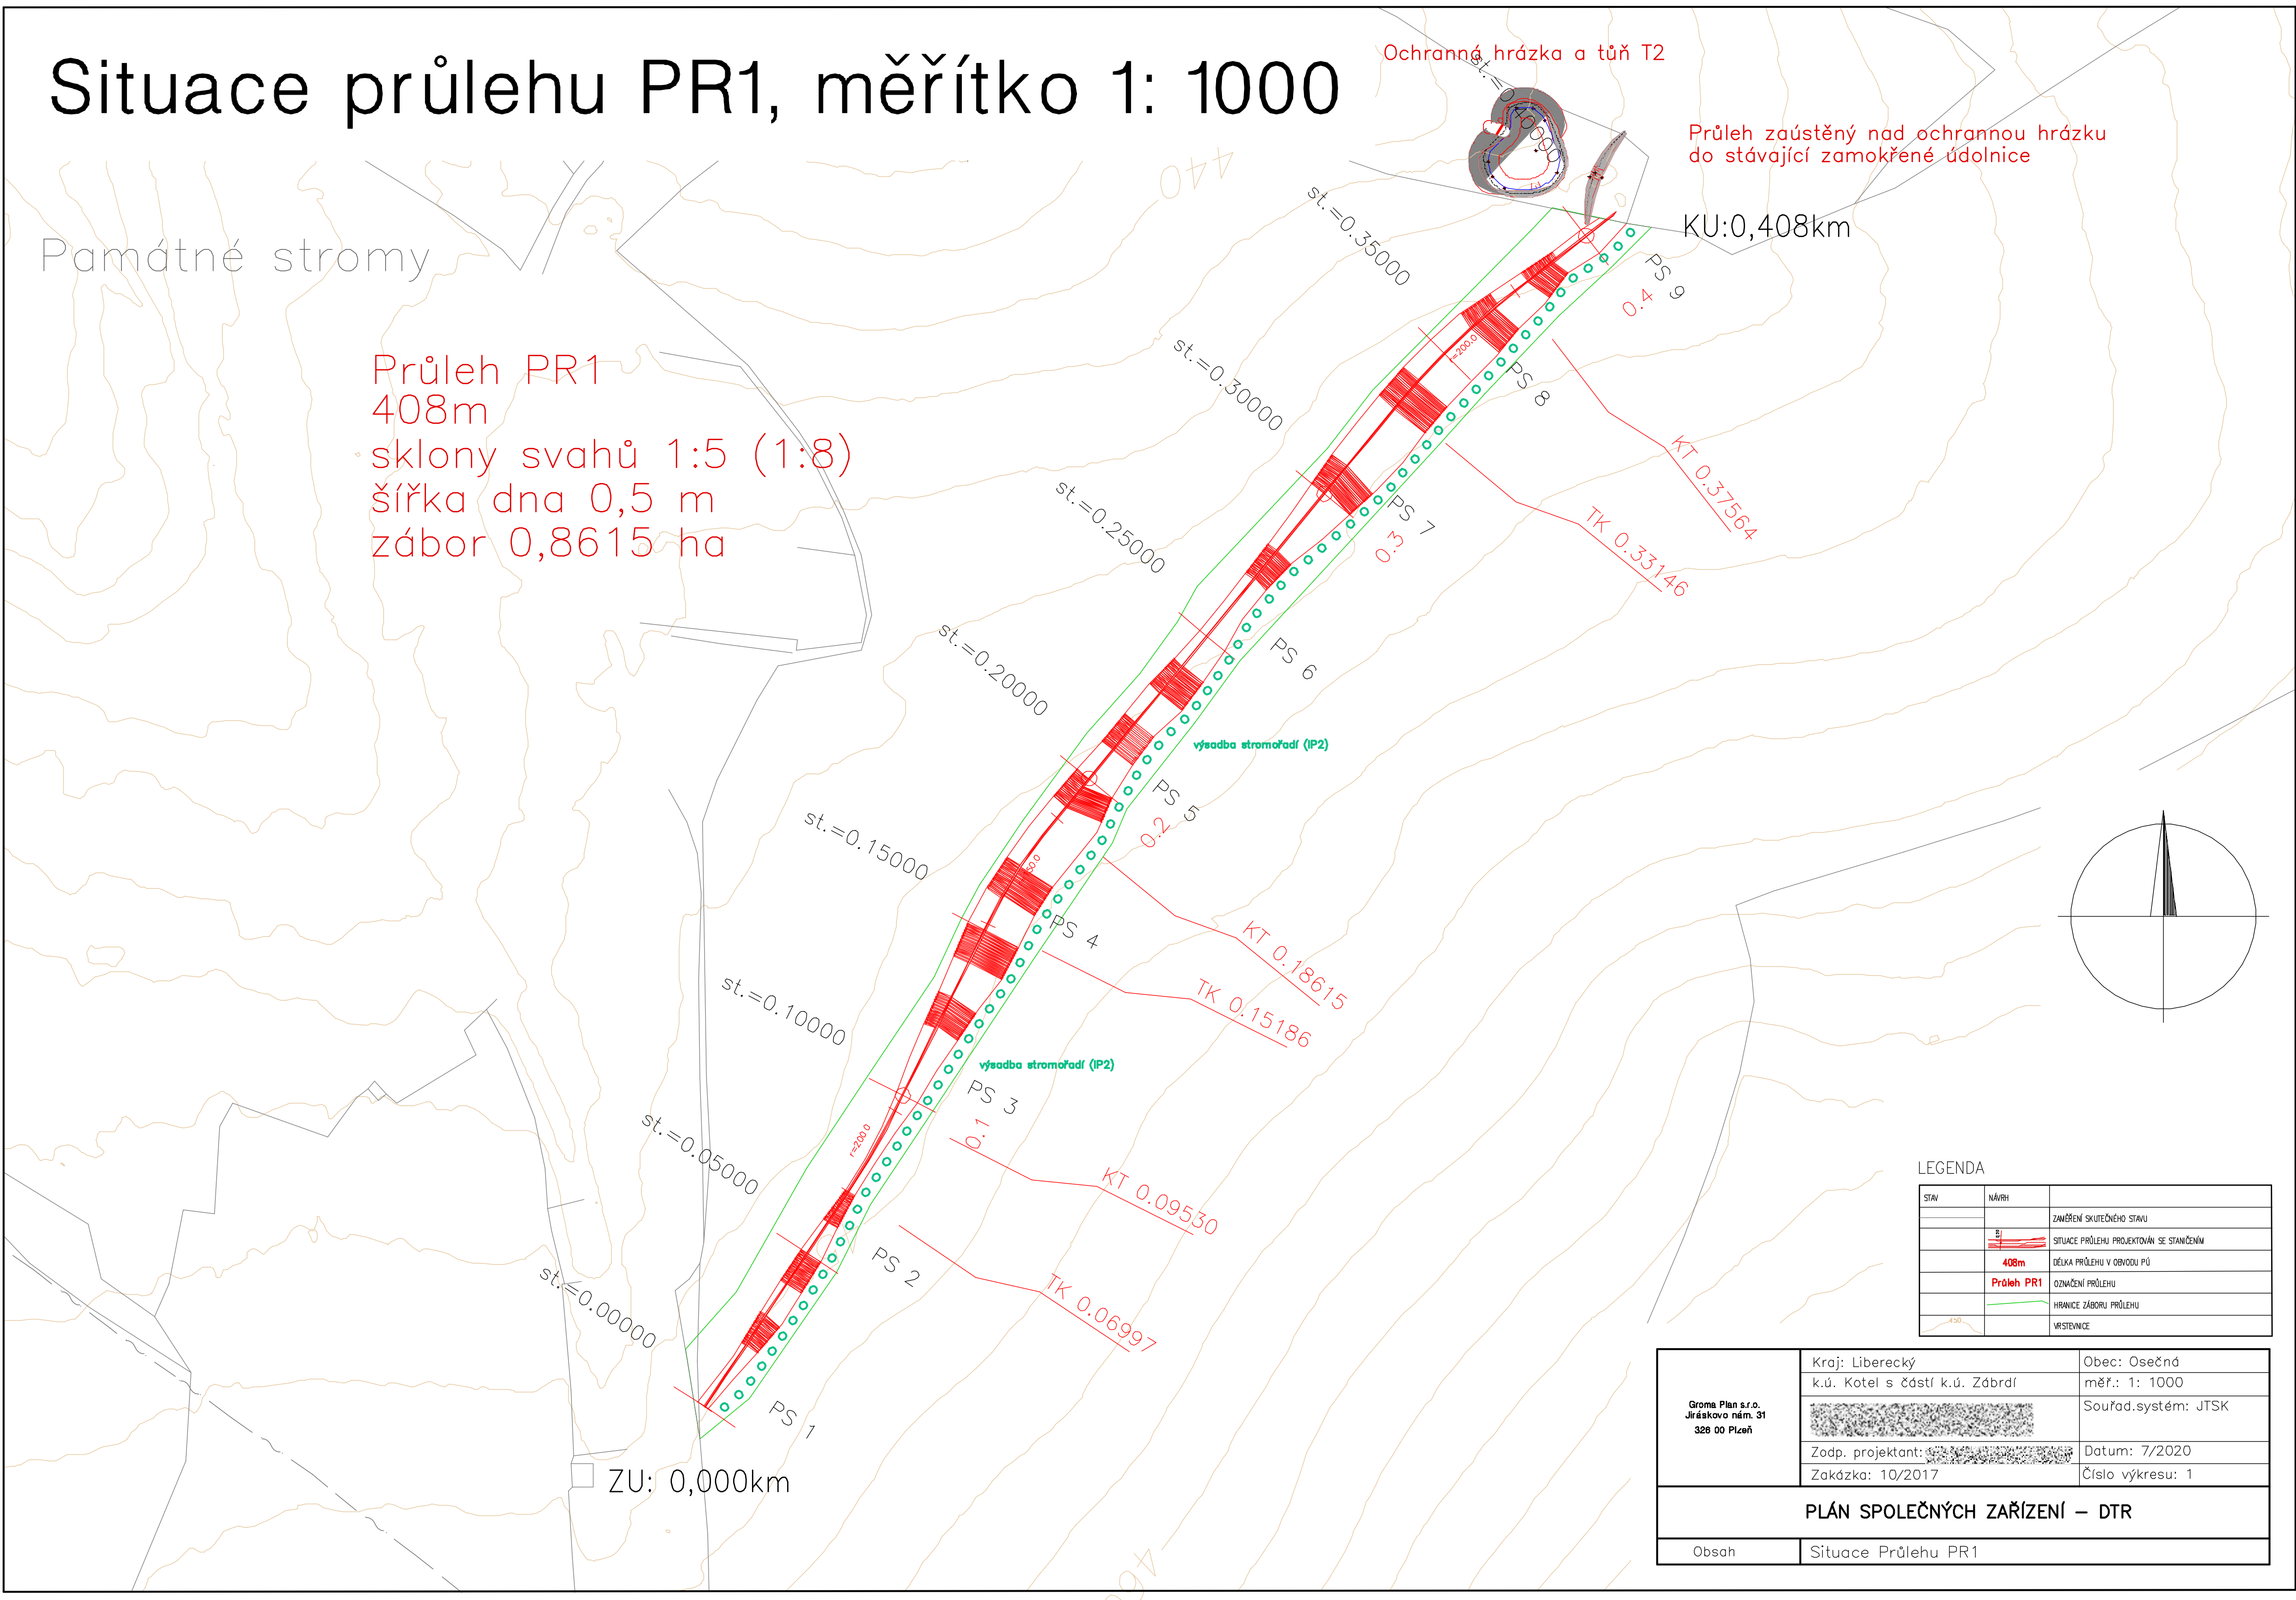 Situace průlehu PR1, měřítko 1: 1000
Ochranná hrázka a tůň T2
st.=0.40000
Průleh zaústěný nad ochrannou hrázku
do stávající zamokřené údolnice
KU:0,408km
440
Památné stromy
Průleh PR1
408m
sklony svahů 1:5 (1:8)
šířka dna 0,5 m
zábor 0,8615 ha
st.=0.35000
PS 9
0.4
st.=0.30000
r=200.0
PS 8
KT 0.37564
st.=0.25000
PS 7
0.3
TK 0.33146
st.=0.20000
PS 6
výsadba stromořadí (IP2)
st.=0.15000
PS 5
0.2
KT 0.18615
PS 4
TK 0.15186
st.=0.10000
výsadba stromořadí (IP2)
PS 3
0.1
r=200.0
KT 0.09530
st.=0.05000
PS 2
TK 0.06997
st.=0.00000
PS 1
ZU: 0,000km
LEGENDA
STAV NÁVRH
ZAMĚŘENÍ SKUTEČNÉHO STAVU
SITUACE PRŮLEHU PROJEKTOVÁN SE STANIČENÍM
408m DÉLKA PRŮLEHU V OBVODU PÚ
Průleh PR1 OZNAČENÍ PRŮLEHU
HRANICE ZÁBORU PRŮLEHU
450 VRSTEVNICE
Groma Plan s.r.o.
Jiráskovo nám. 31
326 00 Plzeň
Kraj: Liberecký
Obec: Osečná
k.ú. Kotel s částí k.ú. Zábrdí
měř.: 1: 1000
Souřad.systém: JTSK
Zodp. projektant:
Datum: 7/2020
Zakázka: 10/2017
Číslo výkresu: 1
PLÁN SPOLEČNÝCH ZAŘÍZENÍ – DTR
Obsah
Situace Průlehu PR1